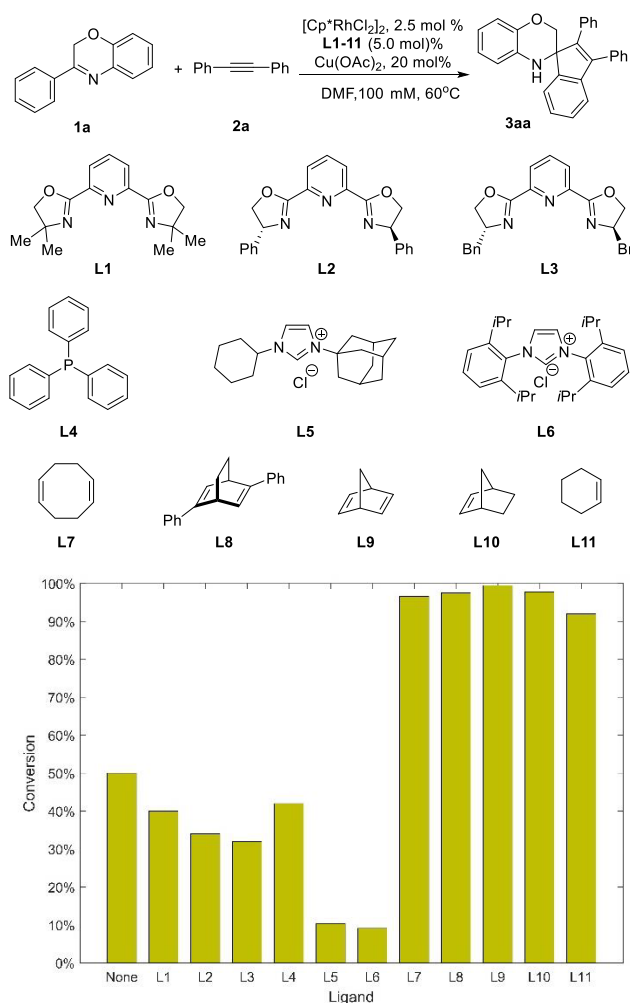 [Cp*RhCl2]2, 2.5 mol %
L1-11 (5.0 mol)%
Cu(OAc)2, 20 mol%
DMF,100 mM, 60oC
O
N
1a
+
Ph
Ph
2a
O
N
H
Ph
Ph
3aa
O
N
N
N
O
Me
Me
Me
Me
L1
O
N
N
N
O
Ph
Ph
L2
O
N
N
N
O
Bn
Bn
L3
P
L4
N
N
+
Cl
−
L5
iPr
iPr
N
N
+
Cl
−
iPr
iPr
L6
L7
Ph
Ph
L8
L9
L10
L11
100%
90%
80%
70%
60%
50%
40%
30%
20%
10%
0%
Conversion
None L1 L2 L3 L4 L5 L6 L7 L8 L9 L10 L11
Ligand